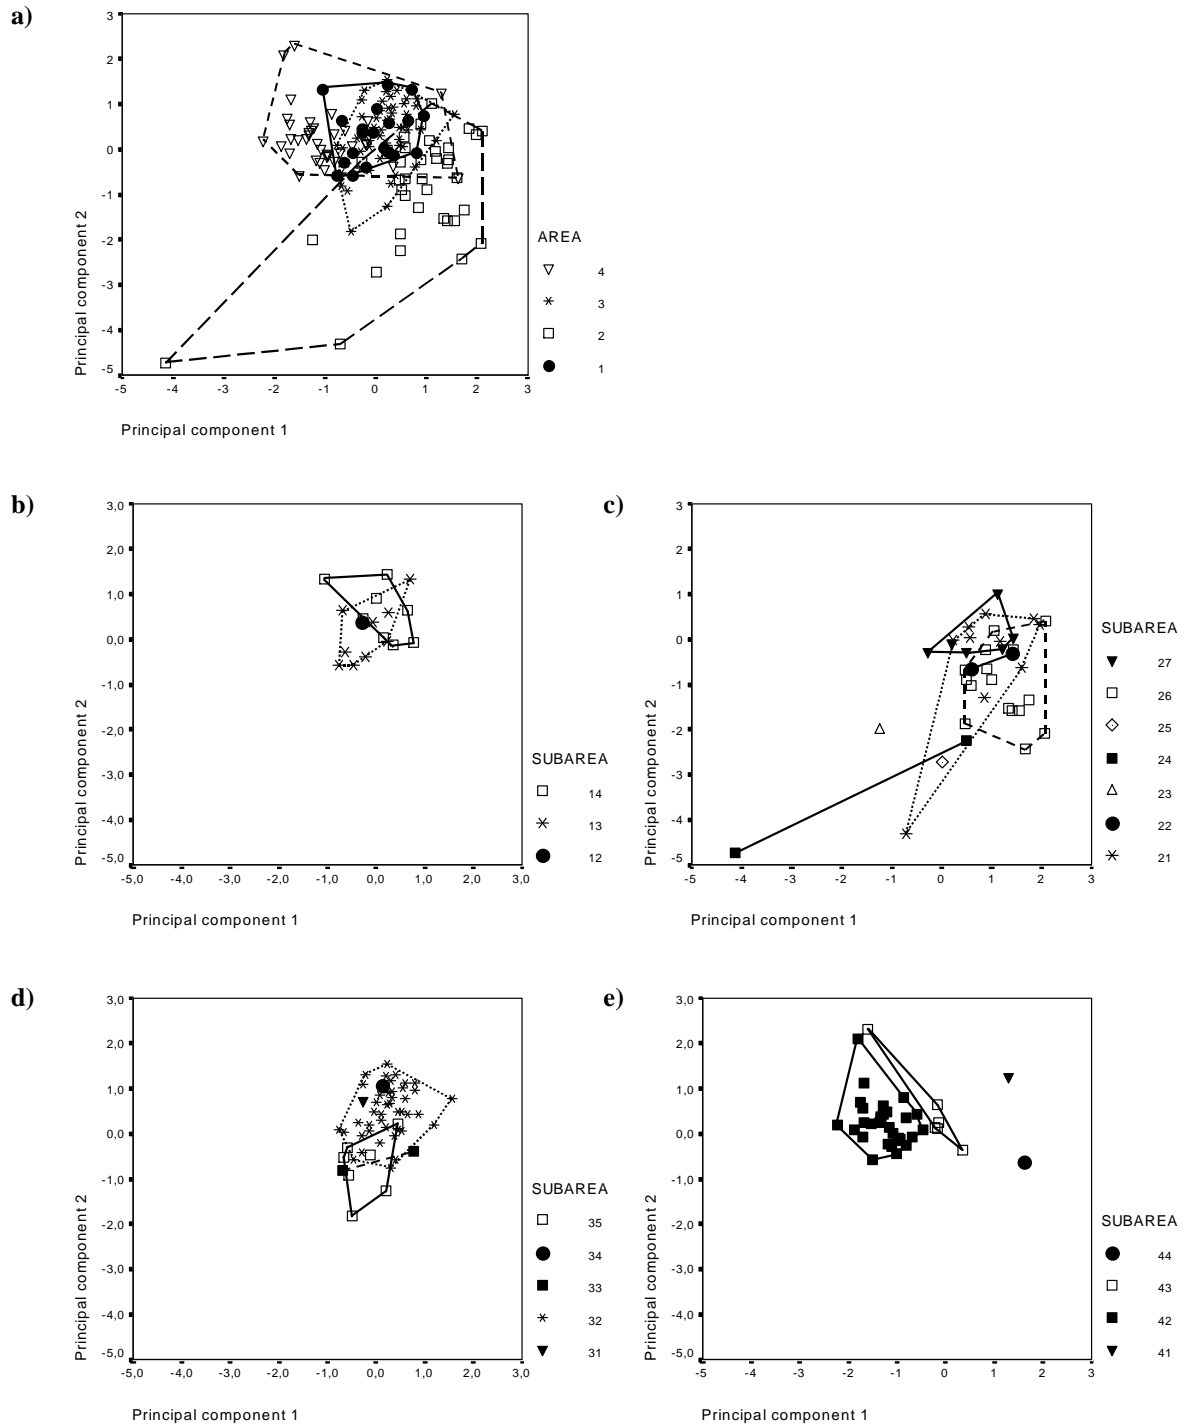 a)
3
2
1
0
-1
-2
-3
-4
-5
Principal component 2
-5 -4 -3 -2 -1 0 1 2 3
Principal component 1
AREA
4
3
2
1
b)
3,0
2,0
1,0
0,0
-1,0
-2,0
-3,0
-4,0
-5,0
Principal component 2
-5,0 -4,0 -3,0 -2,0 -1,0 0,0 1,0 2,0 3,0
Principal component 1
SUBAREA
14
13
12
c)
3
2
1
0
-1
-2
-3
-4
-5
Principal component 2
-5 -4 -3 -2 -1 0 1 2 3
Principal component 1
SUBAREA
27
26
25
24
23
22
21
d)
3,0
2,0
1,0
0,0
-1,0
-2,0
-3,0
-4,0
-5,0
Principal component 2
-5,0 -4,0 -3,0 -2,0 -1,0 0,0 1,0 2,0 3,0
Principal component 1
SUBAREA
35
34
33
32
31
e)
3,0
2,0
1,0
0,0
-1,0
-2,0
-3,0
-4,0
-5,0
Principal component 2
-5 -4 -3 -2 -1 0 1 2 3
Principal component 1
SUBAREA
44
43
42
41